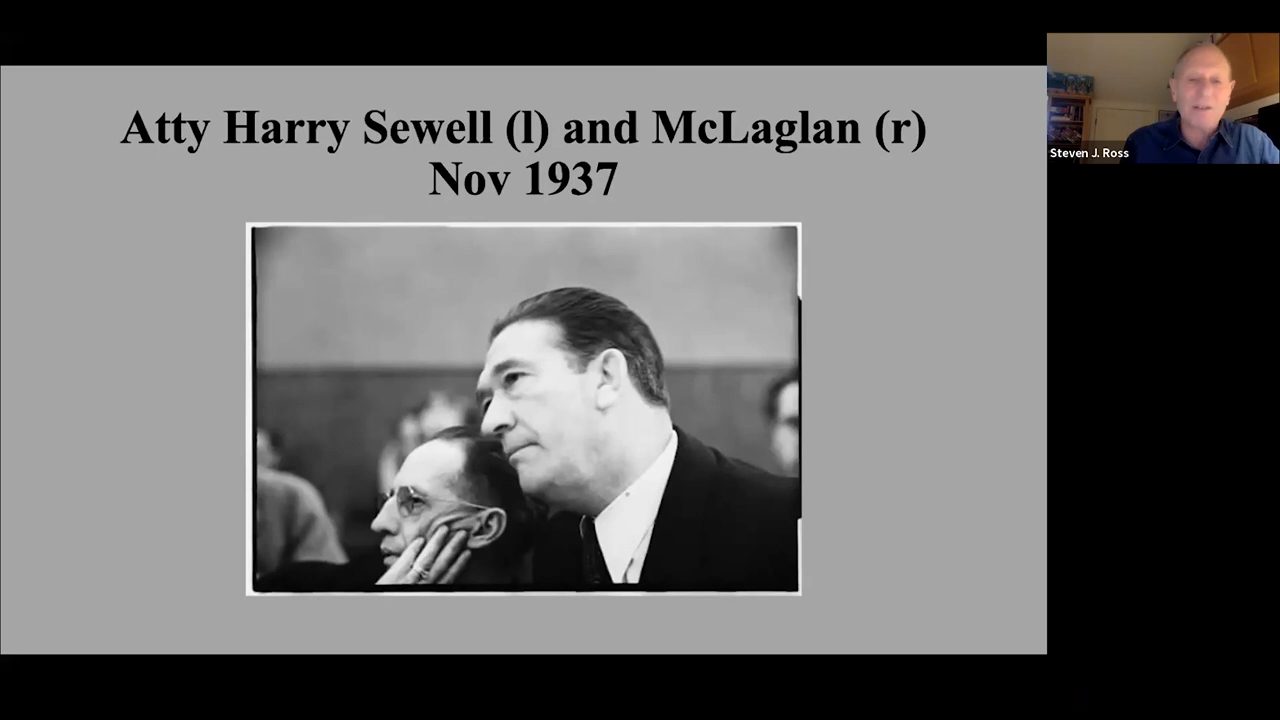 Atty Harry Sewell (l) and McLaglan (r)
Nov 1937
Steven J. Ross